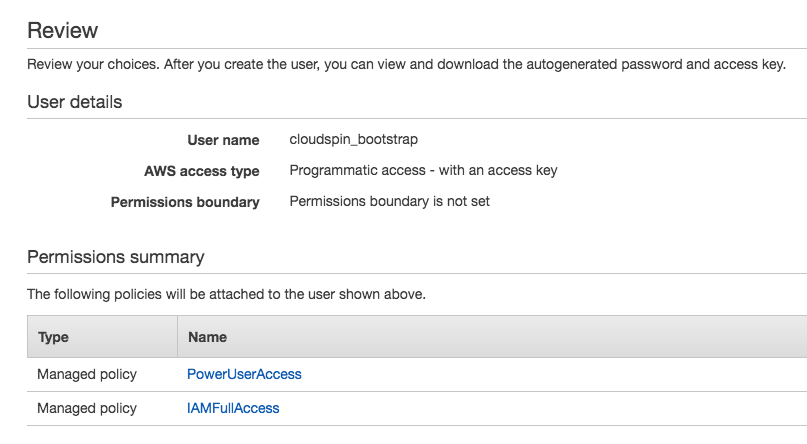 Review
Review your choices. After you create the user, you can view and download the autogenerated password and access key.
User details
User name cloudspin_bootstrap
AWS access type Programmatic access - with an access key
Permissions boundary Permissions boundary is not set
Permissions summary
The following policies will be attached to the user shown above.
Type Name
Managed policy PowerUserAccess
Managed policy IAMFullAccess